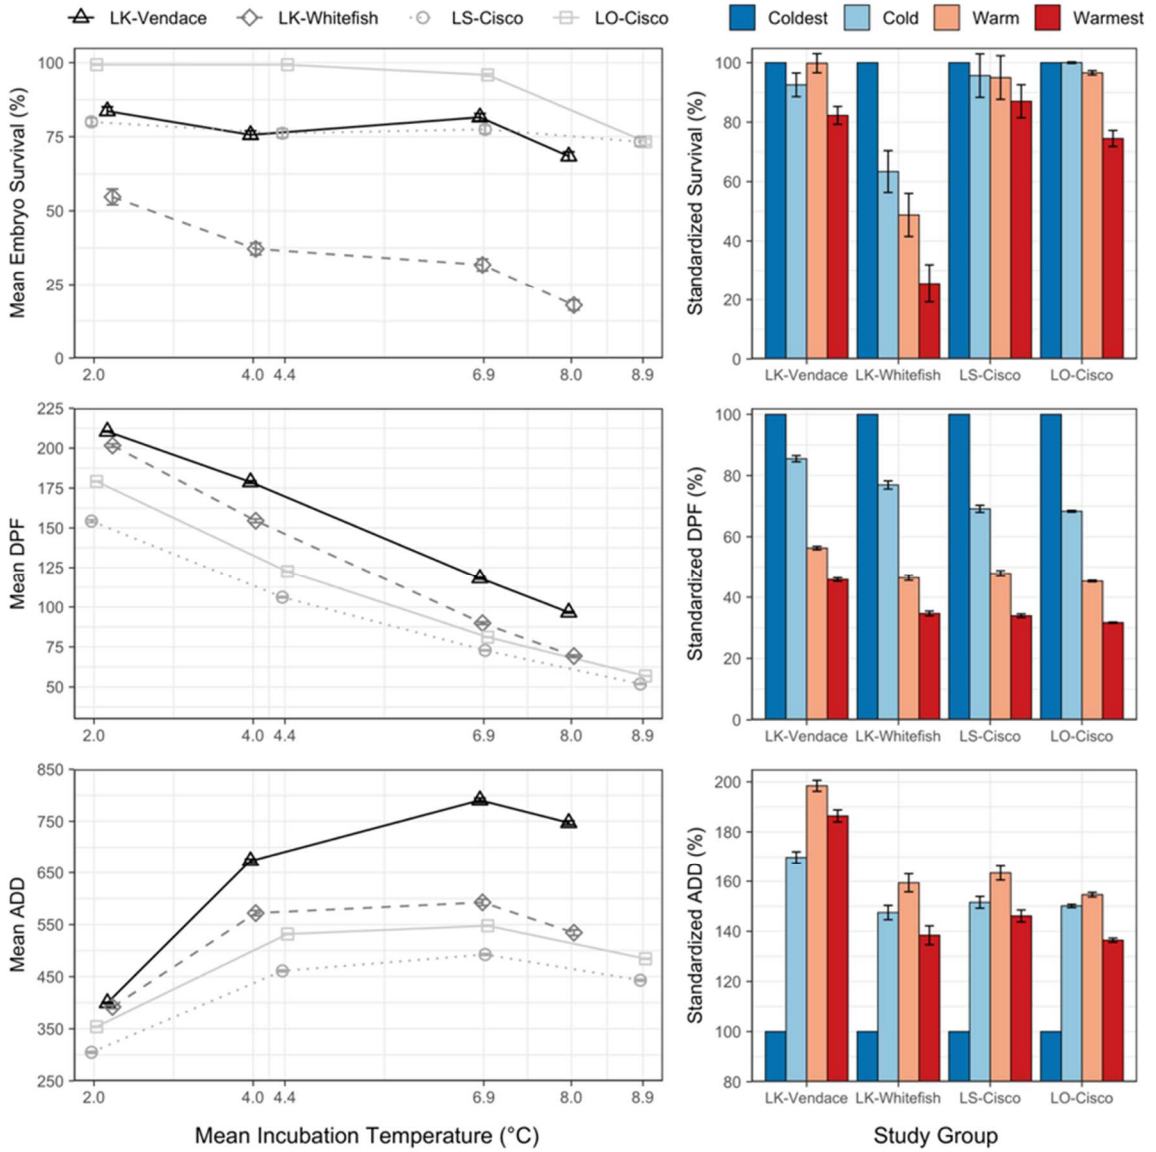 LK-Vendace LK-Whitefish LS-Cisco LO-Cisco
Coldest Cold Warm Warmest
Mean Embryo Survival (%)
100
75
50
25
0
2.0 4.0 4.4 6.9 8.0 8.9
Standardized Survival (%)
100
80
60
40
20
0
LK-Vendace LK-Whitefish LS-Cisco LO-Cisco
Mean DPF
225
200
175
150
125
100
75
50
2.0 4.0 4.4 6.9 8.0 8.9
Standardized DPF (%)
100
80
60
40
20
0
LK-Vendace LK-Whitefish LS-Cisco LO-Cisco
Mean ADD
850
750
650
550
450
350
250
2.0 4.0 4.4 6.9 8.0 8.9
Mean Incubation Temperature (°C)
Standardized ADD (%)
200
180
160
140
120
100
80
LK-Vendace LK-Whitefish LS-Cisco LO-Cisco
Study Group